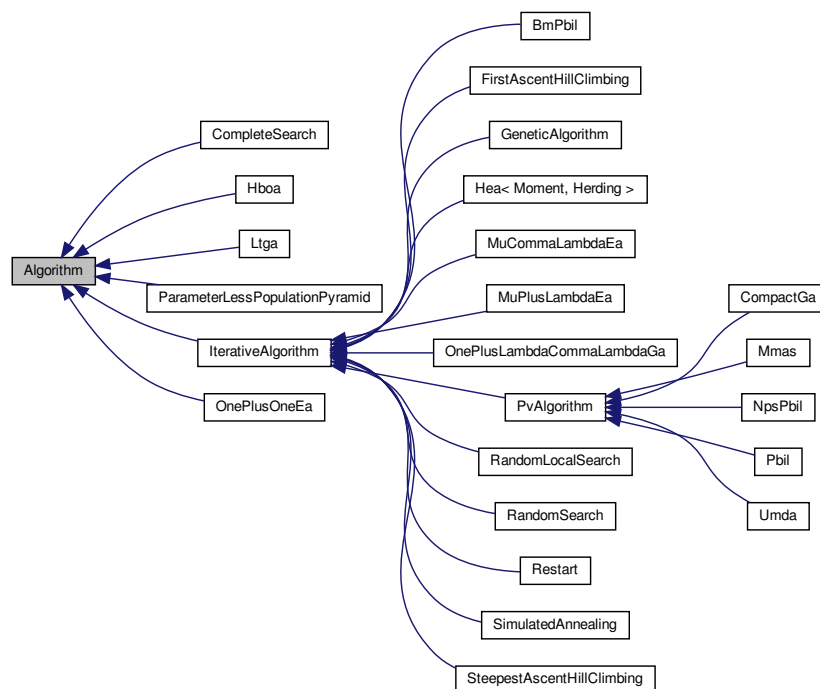 BmPbil
FirstAscentHillClimbing
CompleteSearch
GeneticAlgorithm
Hboa
Hea< Moment, Herding >
Ltga
MuCommaLambdaEa
Algorithm
ParameterLessPopulationPyramid
MuPlusLambdaEa
CompactGa
IterativeAlgorithm
OnePlusLambdaCommaLambdaGa
Mmas
OnePlusOneEa
PvAlgorithm
NpsPbil
RandomLocalSearch
Pbil
RandomSearch
Umda
Restart
SimulatedAnnealing
SteepestAscentHillClimbing